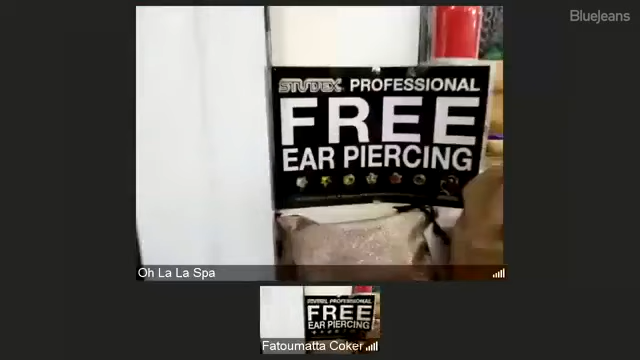 BlueJeans
STUDEX PROFESSIONAL
FREE
EAR PIERCING
Oh La La Spa
STUDEX PROFESSIONAL
FREE
EAR PIERCING
Fatoumatta Coker